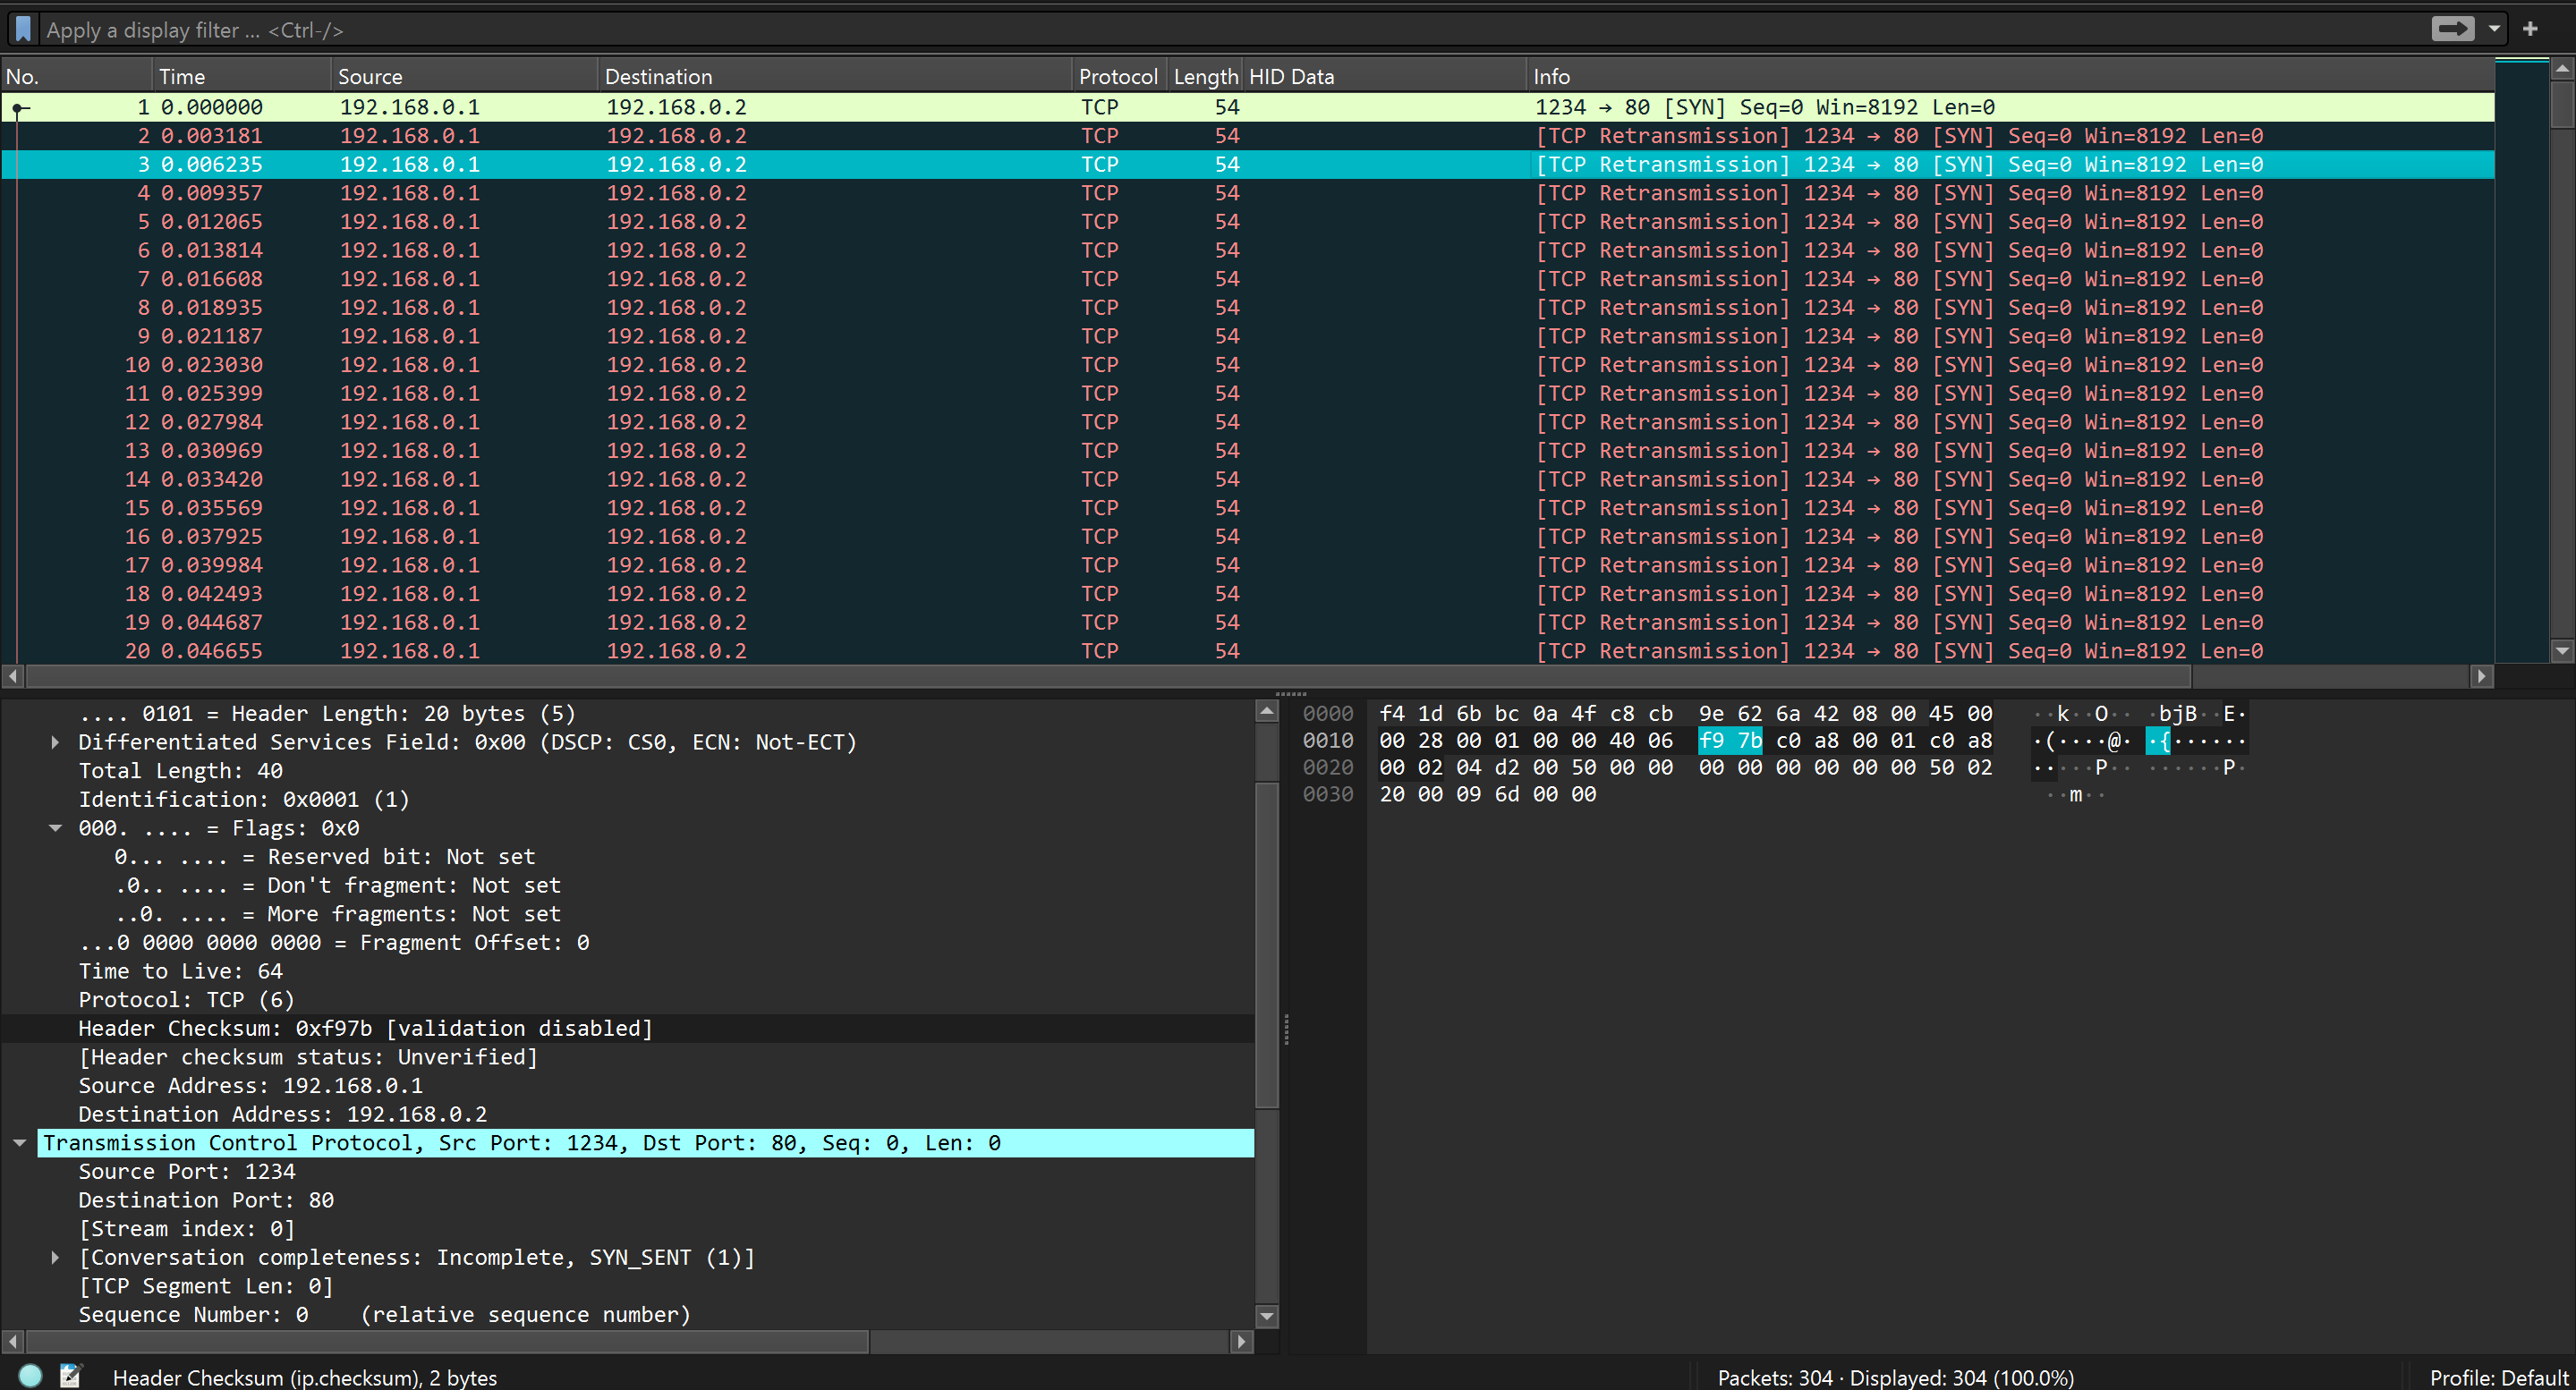 Apply a display filter ... <Ctrl-/>
No. Time Source Destination Protocol Length HID Data Info
1 0.000000 192.168.0.1 192.168.0.2 TCP 54 1234 → 80 [SYN] Seq=0 Win=8192 Len=0
2 0.003181 192.168.0.1 192.168.0.2 TCP 54 [TCP Retransmission] 1234 → 80 [SYN] Seq=0 Win=8192 Len=0
3 0.006235 192.168.0.1 192.168.0.2 TCP 54 [TCP Retransmission] 1234 → 80 [SYN] Seq=0 Win=8192 Len=0
4 0.009357 192.168.0.1 192.168.0.2 TCP 54 [TCP Retransmission] 1234 → 80 [SYN] Seq=0 Win=8192 Len=0
5 0.012065 192.168.0.1 192.168.0.2 TCP 54 [TCP Retransmission] 1234 → 80 [SYN] Seq=0 Win=8192 Len=0
6 0.013814 192.168.0.1 192.168.0.2 TCP 54 [TCP Retransmission] 1234 → 80 [SYN] Seq=0 Win=8192 Len=0
7 0.016608 192.168.0.1 192.168.0.2 TCP 54 [TCP Retransmission] 1234 → 80 [SYN] Seq=0 Win=8192 Len=0
8 0.018935 192.168.0.1 192.168.0.2 TCP 54 [TCP Retransmission] 1234 → 80 [SYN] Seq=0 Win=8192 Len=0
9 0.021187 192.168.0.1 192.168.0.2 TCP 54 [TCP Retransmission] 1234 → 80 [SYN] Seq=0 Win=8192 Len=0
10 0.023030 192.168.0.1 192.168.0.2 TCP 54 [TCP Retransmission] 1234 → 80 [SYN] Seq=0 Win=8192 Len=0
11 0.025399 192.168.0.1 192.168.0.2 TCP 54 [TCP Retransmission] 1234 → 80 [SYN] Seq=0 Win=8192 Len=0
12 0.027984 192.168.0.1 192.168.0.2 TCP 54 [TCP Retransmission] 1234 → 80 [SYN] Seq=0 Win=8192 Len=0
13 0.030969 192.168.0.1 192.168.0.2 TCP 54 [TCP Retransmission] 1234 → 80 [SYN] Seq=0 Win=8192 Len=0
14 0.033420 192.168.0.1 192.168.0.2 TCP 54 [TCP Retransmission] 1234 → 80 [SYN] Seq=0 Win=8192 Len=0
15 0.035569 192.168.0.1 192.168.0.2 TCP 54 [TCP Retransmission] 1234 → 80 [SYN] Seq=0 Win=8192 Len=0
16 0.037925 192.168.0.1 192.168.0.2 TCP 54 [TCP Retransmission] 1234 → 80 [SYN] Seq=0 Win=8192 Len=0
17 0.039984 192.168.0.1 192.168.0.2 TCP 54 [TCP Retransmission] 1234 → 80 [SYN] Seq=0 Win=8192 Len=0
18 0.042493 192.168.0.1 192.168.0.2 TCP 54 [TCP Retransmission] 1234 → 80 [SYN] Seq=0 Win=8192 Len=0
19 0.044687 192.168.0.1 192.168.0.2 TCP 54 [TCP Retransmission] 1234 → 80 [SYN] Seq=0 Win=8192 Len=0
20 0.046655 192.168.0.1 192.168.0.2 TCP 54 [TCP Retransmission] 1234 → 80 [SYN] Seq=0 Win=8192 Len=0
.... 0101 = Header Length: 20 bytes (5)
Differentiated Services Field: 0x00 (DSCP: CS0, ECN: Not-ECT)
Total Length: 40
Identification: 0x0001 (1)
000. .... = Flags: 0x0
0... .... = Reserved bit: Not set
.0.. .... = Don't fragment: Not set
..0. .... = More fragments: Not set
...0 0000 0000 0000 = Fragment Offset: 0
Time to Live: 64
Protocol: TCP (6)
Header Checksum: 0xf97b [validation disabled]
[Header checksum status: Unverified]
Source Address: 192.168.0.1
Destination Address: 192.168.0.2
Transmission Control Protocol, Src Port: 1234, Dst Port: 80, Seq: 0, Len: 0
Source Port: 1234
Destination Port: 80
[Stream index: 0]
[Conversation completeness: Incomplete, SYN_SENT (1)]
[TCP Segment Len: 0]
Sequence Number: 0 (relative sequence number)
0000 f4 1d 6b bc 0a 4f c8 cb 9e 62 6a 42 08 00 45 00 ··k··O·· ·bjB··E·
0010 00 28 00 01 00 00 40 06 f9 7b c0 a8 00 01 c0 a8 ·(····@· ·{······
0020 00 02 04 d2 00 50 00 00 00 00 00 00 00 00 50 02 ·····P·· ······P·
0030 20 00 09 6d 00 00 ··m··
Header Checksum (ip.checksum), 2 bytes
Packets: 304 · Displayed: 304 (100.0%)
Profile: Default